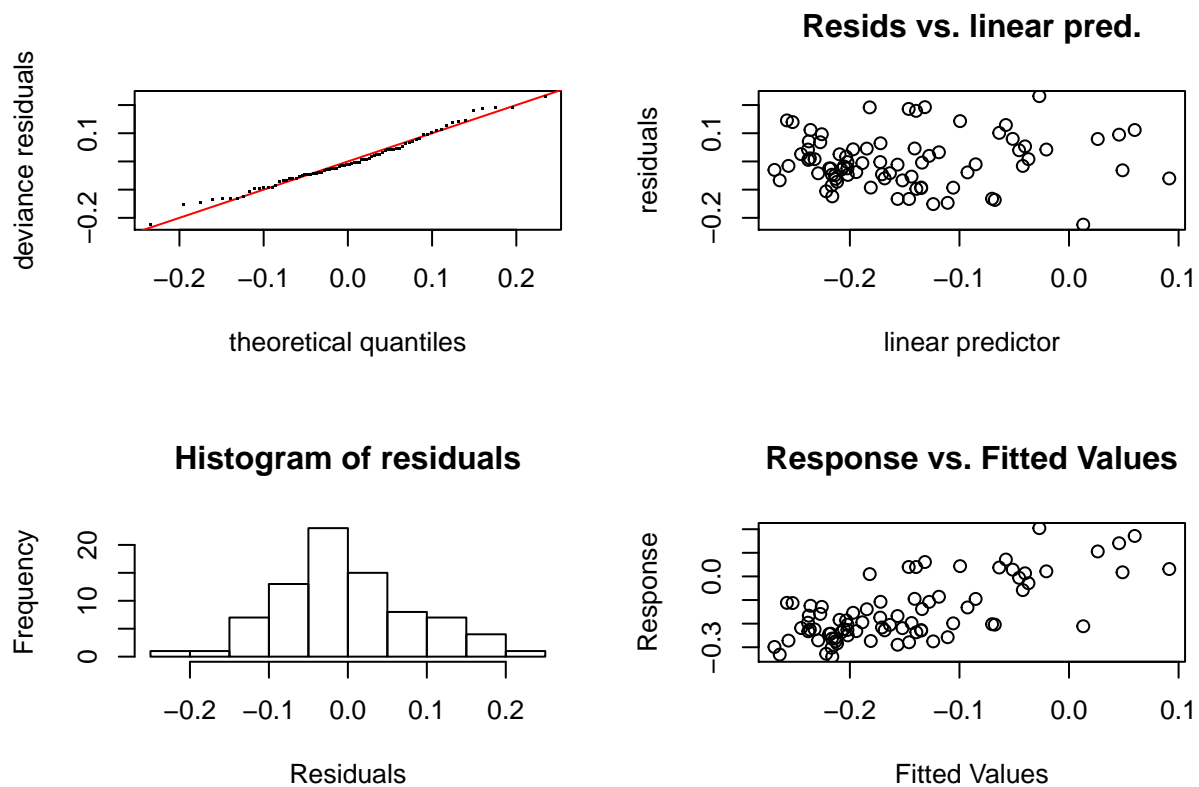 deviance residuals
0.1
−0.2
−0.2
−0.1
0.0
0.1
0.2
theoretical quantiles
Resids vs. linear pred.
residuals
0.1
−0.2
−0.2
−0.1
0.0
0.1
linear predictor
Histogram of residuals
Frequency
20
10
0
−0.2
−0.1
0.0
0.1
0.2
Residuals
Response vs. Fitted Values
Response
0.0
−0.3
−0.2
−0.1
0.0
0.1
Fitted Values